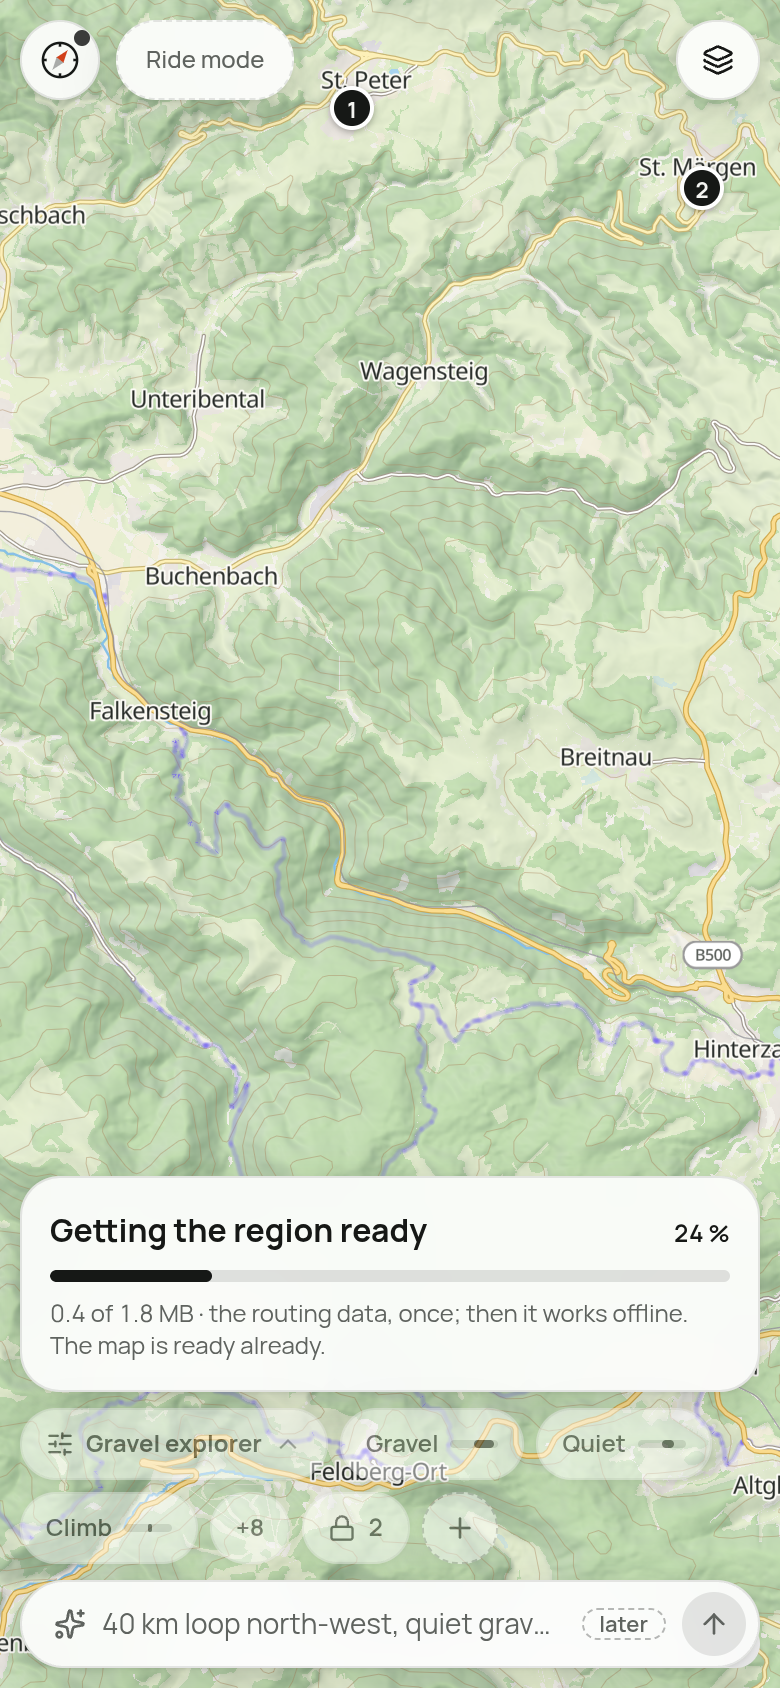 Ride mode
St. Peter
1
St. Märgen
2
schbach
Wagensteig
Unteribental
Buchenbach
Falkensteig
Breitnau
B500
Hinterza
Getting the region ready
24 %
0.4 of 1.8 MB · the routing data, once; then it works offline.
The map is ready already.
Gravel explorer
Gravel
Quiet
Feldberg-Ort
Altgl
Climb
+8
2
40 km loop north-west, quiet grav...
later